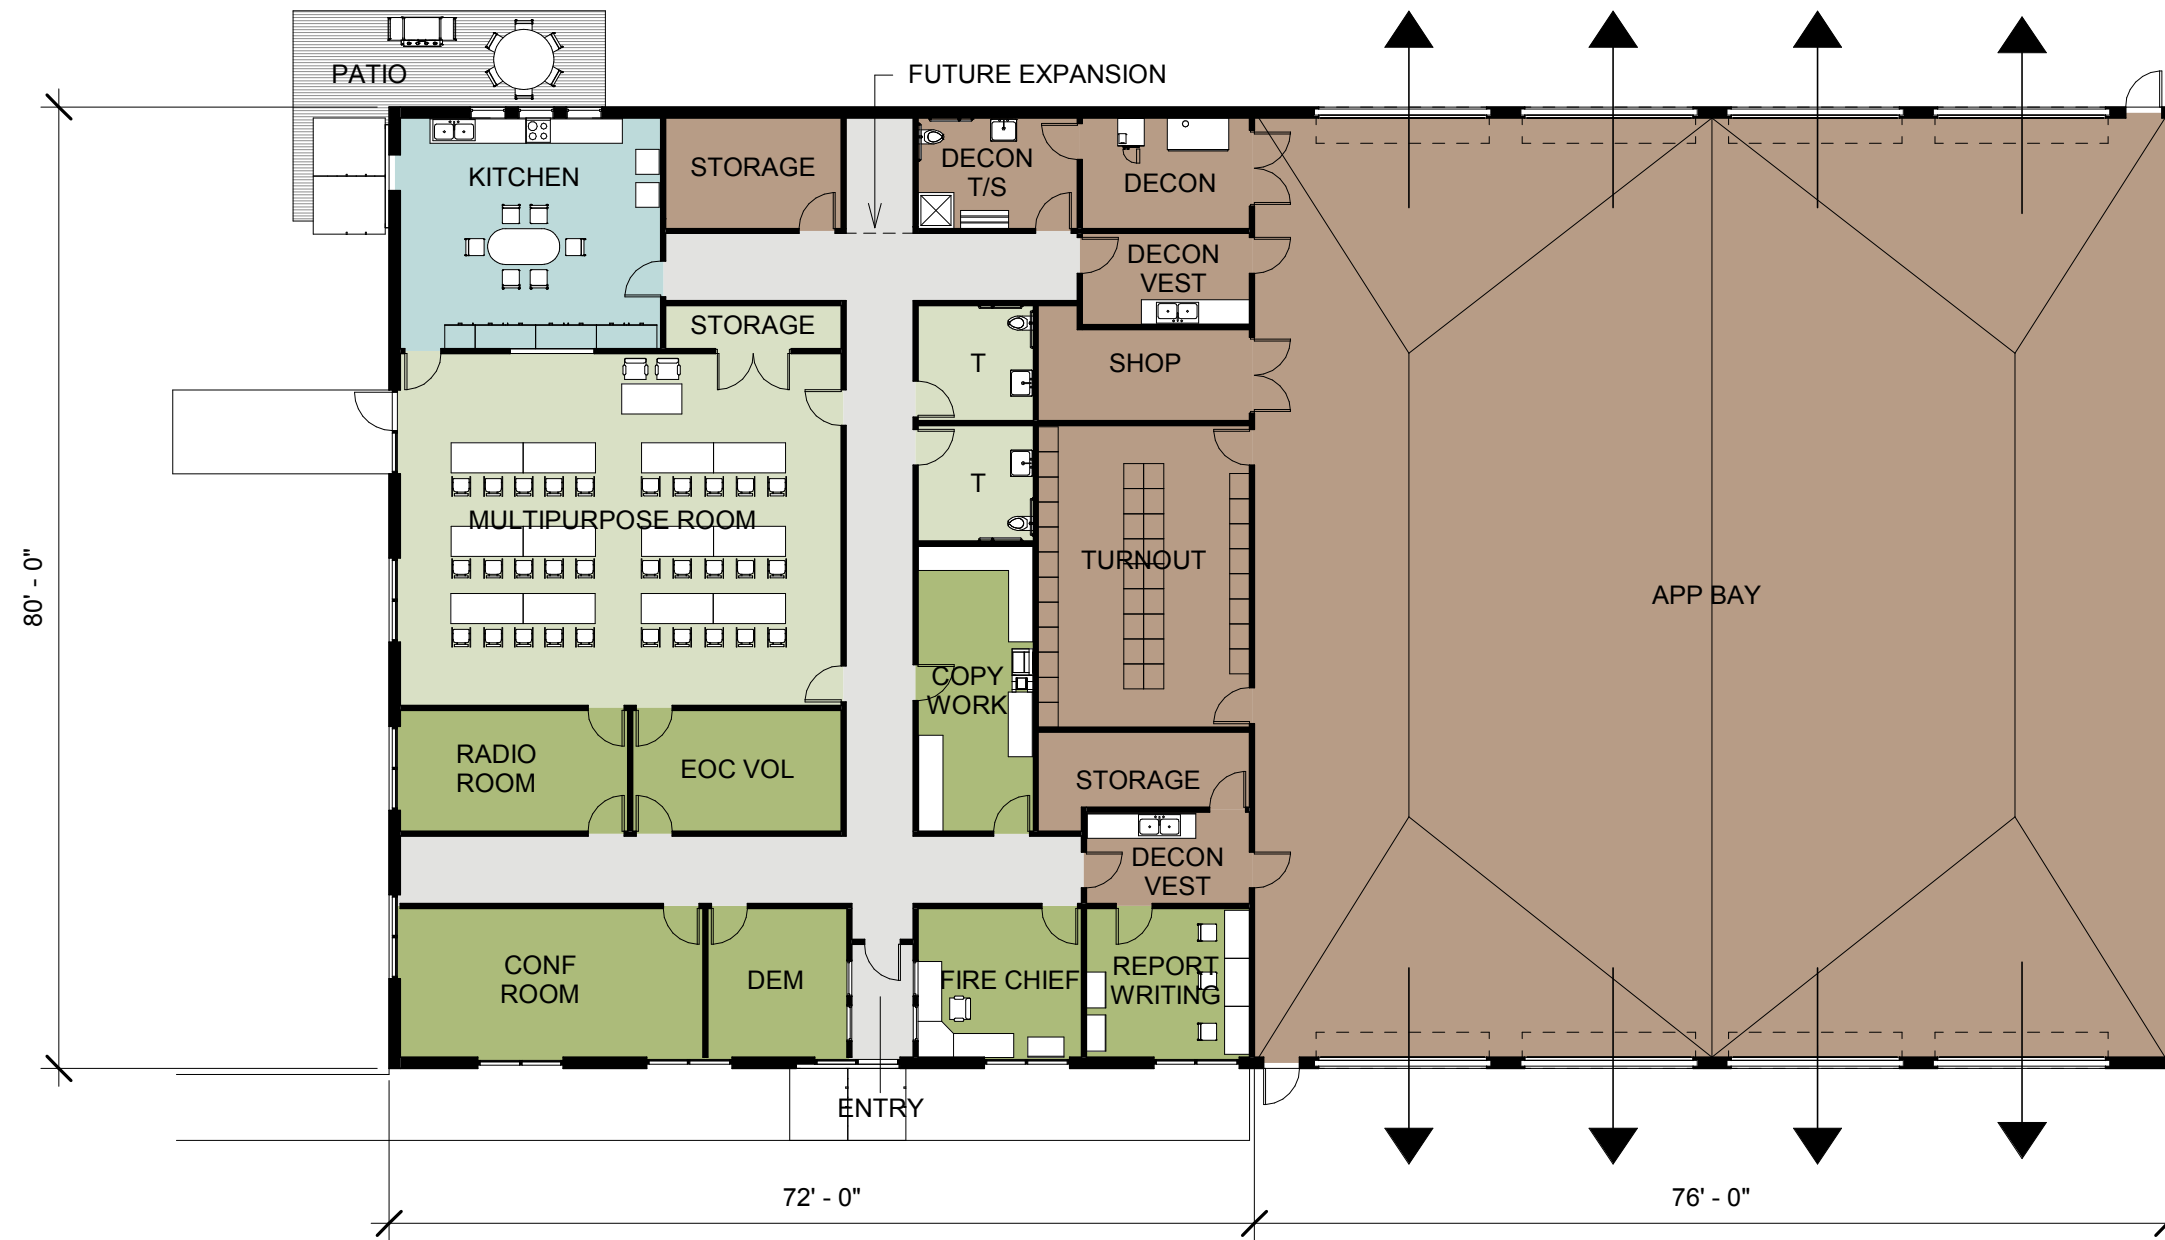 PATIO
FUTURE EXPANSION
KITCHEN
STORAGE
DECON
T/S
DECON
DECON
VEST
STORAGE
T
SHOP
T
MULTIPURPOSE ROOM
TURNOUT
APP BAY
80' - 0"
COPY
WORK
RADIO
ROOM
EOC VOL
STORAGE
DECON
VEST
CONF
ROOM
DEM
FIRE CHIEF
REPORT
WRITING
ENTRY
72' - 0"
76' - 0"